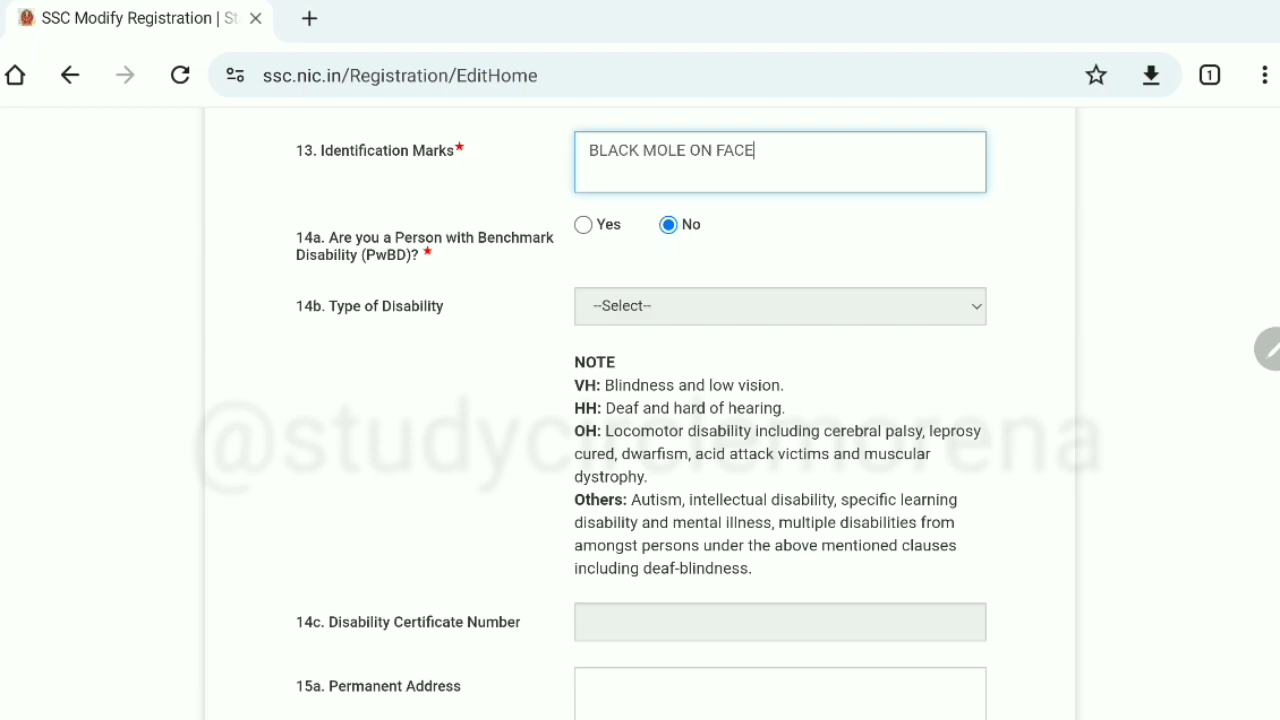 SSC Modify Registration | St
ssc.nic.in/Registration/EditHome
1
13. Identification Marks*
BLACK MOLE ON FACE
Yes No
14a. Are you a Person with Benchmark
Disability (PwBD)? *
14b. Type of Disability
--Select--
NOTE
VH: Blindness and low vision.
HH: Deaf and hard of hearing.
OH: Locomotor disability including cerebral palsy, leprosy
cured, dwarfism, acid attack victims and muscular
dystrophy.
Others: Autism, intellectual disability, specific learning
disability and mental illness, multiple disabilities from
amongst persons under the above mentioned clauses
including deaf-blindness.
14c. Disability Certificate Number
15a. Permanent Address